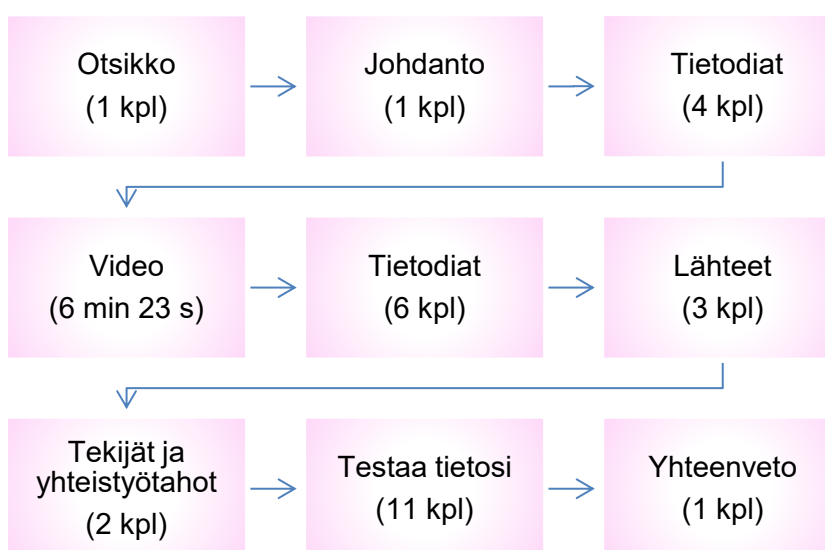 Otsikko
(1 kpl)
Johdanto
(1 kpl)
Tietodiat
(4 kpl)
Video
(6 min 23 s)
Tietodiat
(6 kpl)
Lähteet
(3 kpl)
Tekijät ja
yhteistyötahot
(2 kpl)
Testaa tietosi
(11 kpl)
Yhteenveto
(1 kpl)